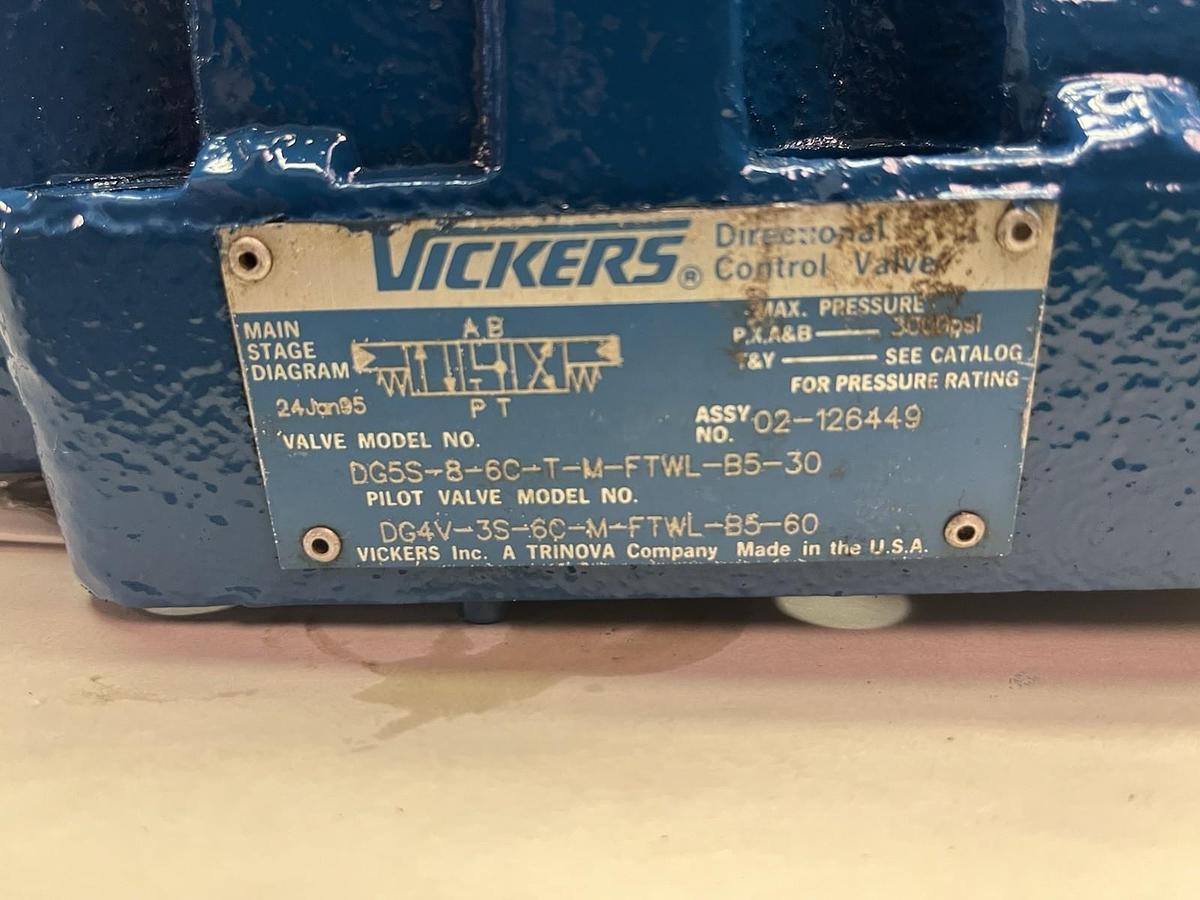 VICKERS® Directional
Control Valve
MAX. PRESSURE
P.X.A&B 3000psi
T&Y SEE CATALOG
FOR PRESSURE RATING
MAIN
STAGE
DIAGRAM
A B
P T
24Jan95
ASSY
NO. 02-126449
VALVE MODEL NO.
DG5S-8-6C-T-M-FTWL-B5-30
PILOT VALVE MODEL NO.
DG4V-3S-6C-M-FTWL-B5-60
VICKERS Inc. A TRINOVA Company Made in the U.S.A.